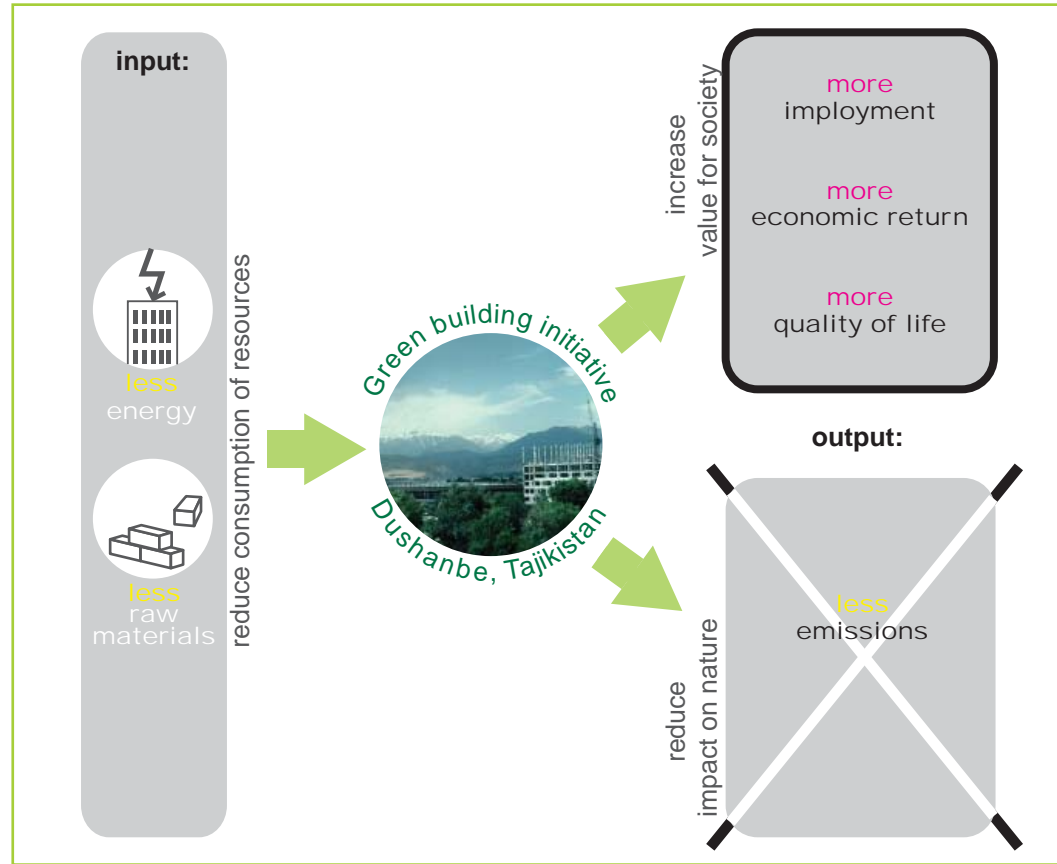 input:
less
energy
less
raw
materials
reduce consumption of resources
Green building initiative
Dushanbe, Tajikistan
increase
value for society
more
imployment
more
economic return
more
quality of life
output:
reduce
impact on nature
less
emissions